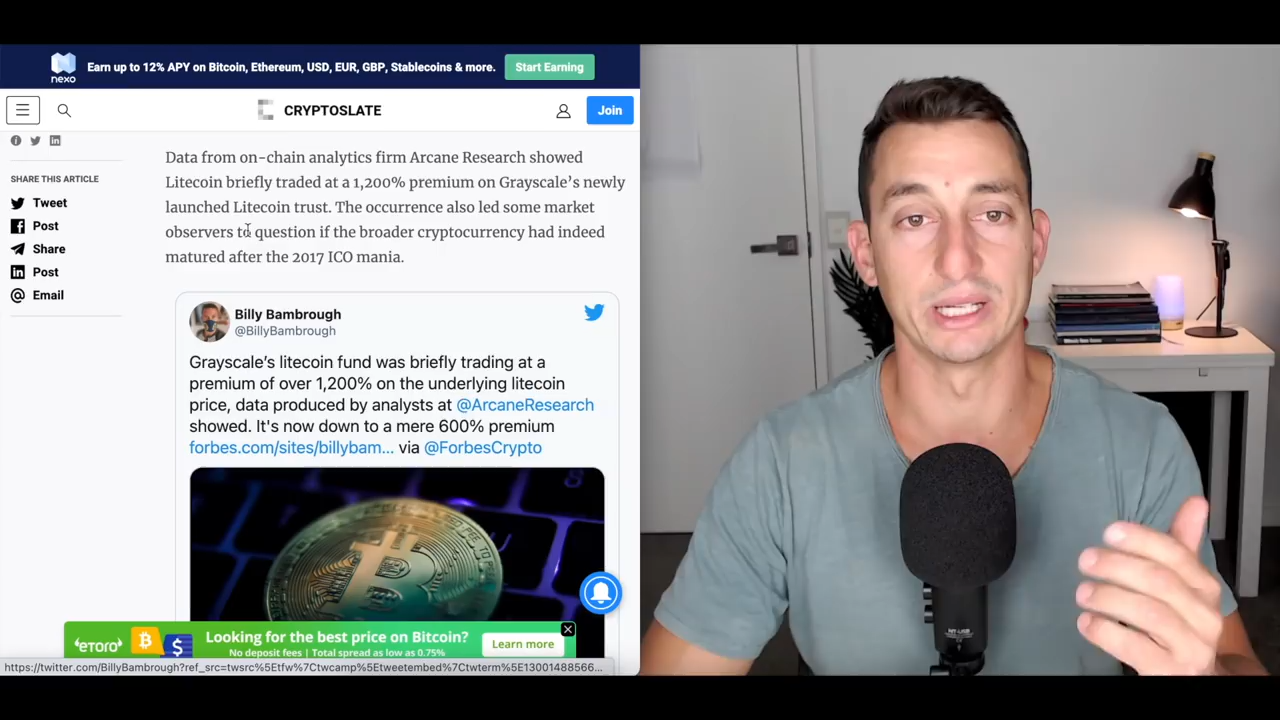 Earn up to 12% APY on Bitcoin, Ethereum, USD, EUR, GBP, Stablecoins & more.
Start Earning
nexo
CRYPTOSLATE
Join
SHARE THIS ARTICLE
Tweet
Post
Share
Post
Email
Data from on-chain analytics firm Arcane Research showed
Litecoin briefly traded at a 1,200% premium on Grayscale’s newly
launched Litecoin trust. The occurrence also led some market
observers to question if the broader cryptocurrency had indeed
matured after the 2017 ICO mania.
Billy Bambrough
@BillyBambrough
Grayscale’s litecoin fund was briefly trading at a
premium of over 1,200% on the underlying litecoin
price, data produced by analysts at @ArcaneResearch
showed. It's now down to a mere 600% premium
forbes.com/sites/billybam... via @ForbesCrypto
eToro
Looking for the best price on Bitcoin?
No deposit fees | Total spread as low as 0.75%
Learn more
https://twitter.com/BillyBambrough?ref_src=twsrc%5Etfw%7Ctwcamp%5Etweetembed%7Ctwterm%5E13001488566...